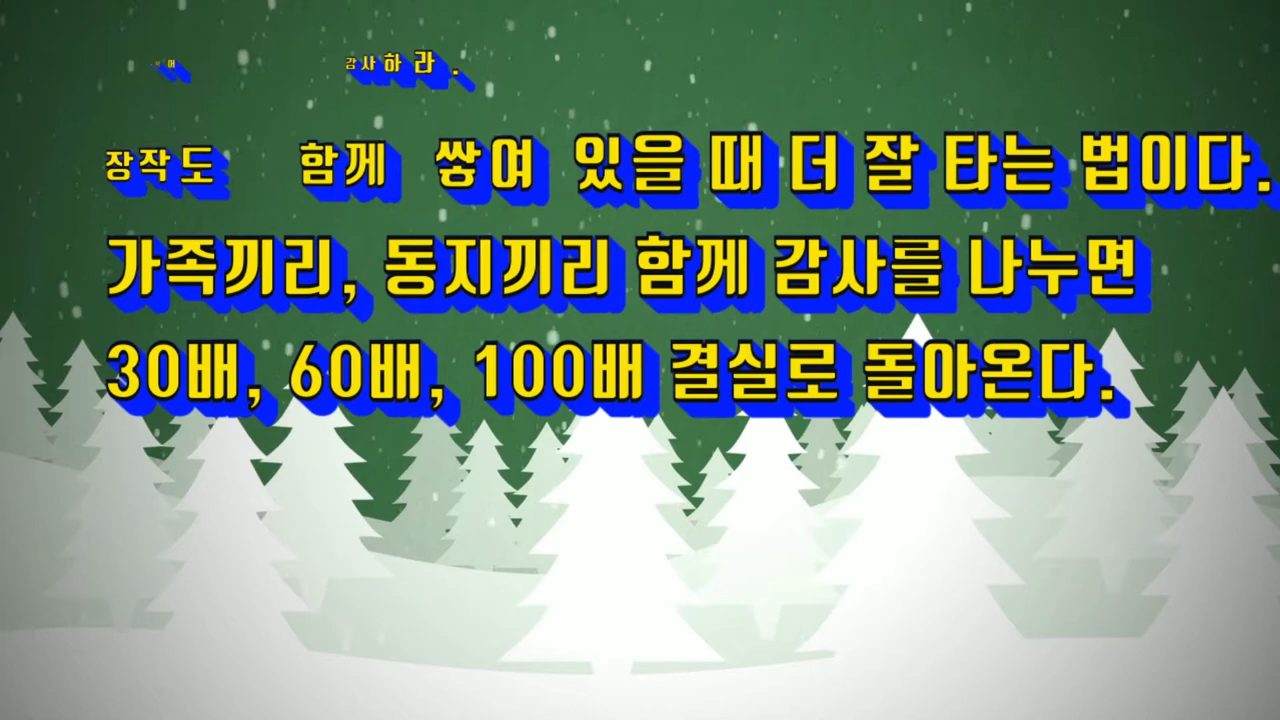 감사하라.
장작도 함께 쌓여 있을 때 더 잘 타는 법이다.
가족끼리, 동지끼리 함께 감사를 나누면
30배, 60배, 100배 결실로 돌아온다.